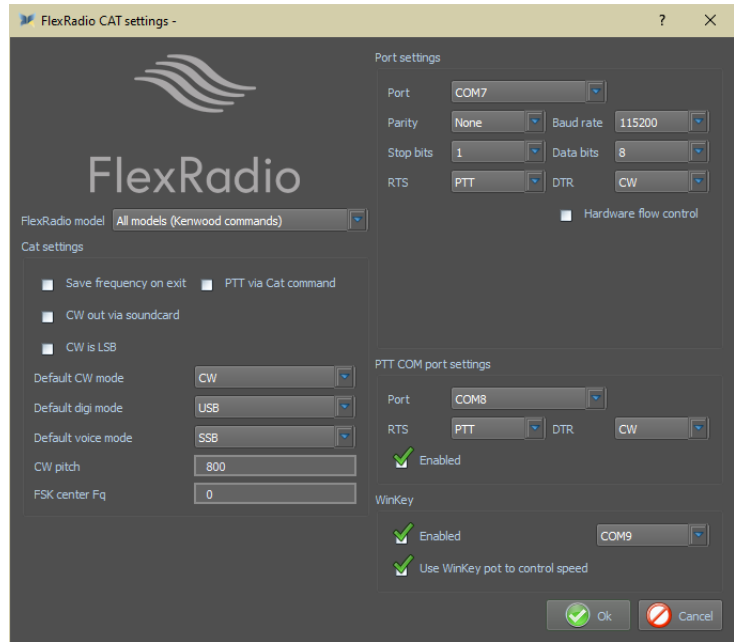 FlexRadio CAT settings -
?
FlexRadio
FlexRadio model All models (Kenwood commands)
Cat settings
Save frequency on exit PTT via Cat command
CW out via soundcard
CW is LSB
Default CW mode CW
Default digi mode USB
Default voice mode SSB
CW pitch 800
FSK center Fq 0
Port settings
Port COM7
Parity None Baud rate 115200
Stop bits 1 Data bits 8
RTS PTT DTR CW
Hardware flow control
PTT COM port settings
Port COM8
RTS PTT DTR CW
Enabled
WinKey
Enabled COM9
Use WinKey pot to control speed
Ok Cancel